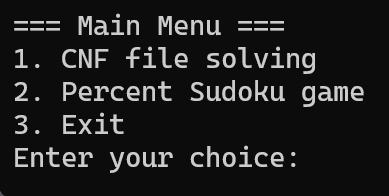 === Main Menu ===
1. CNF file solving
2. Percent Sudoku game
3. Exit
Enter your choice: